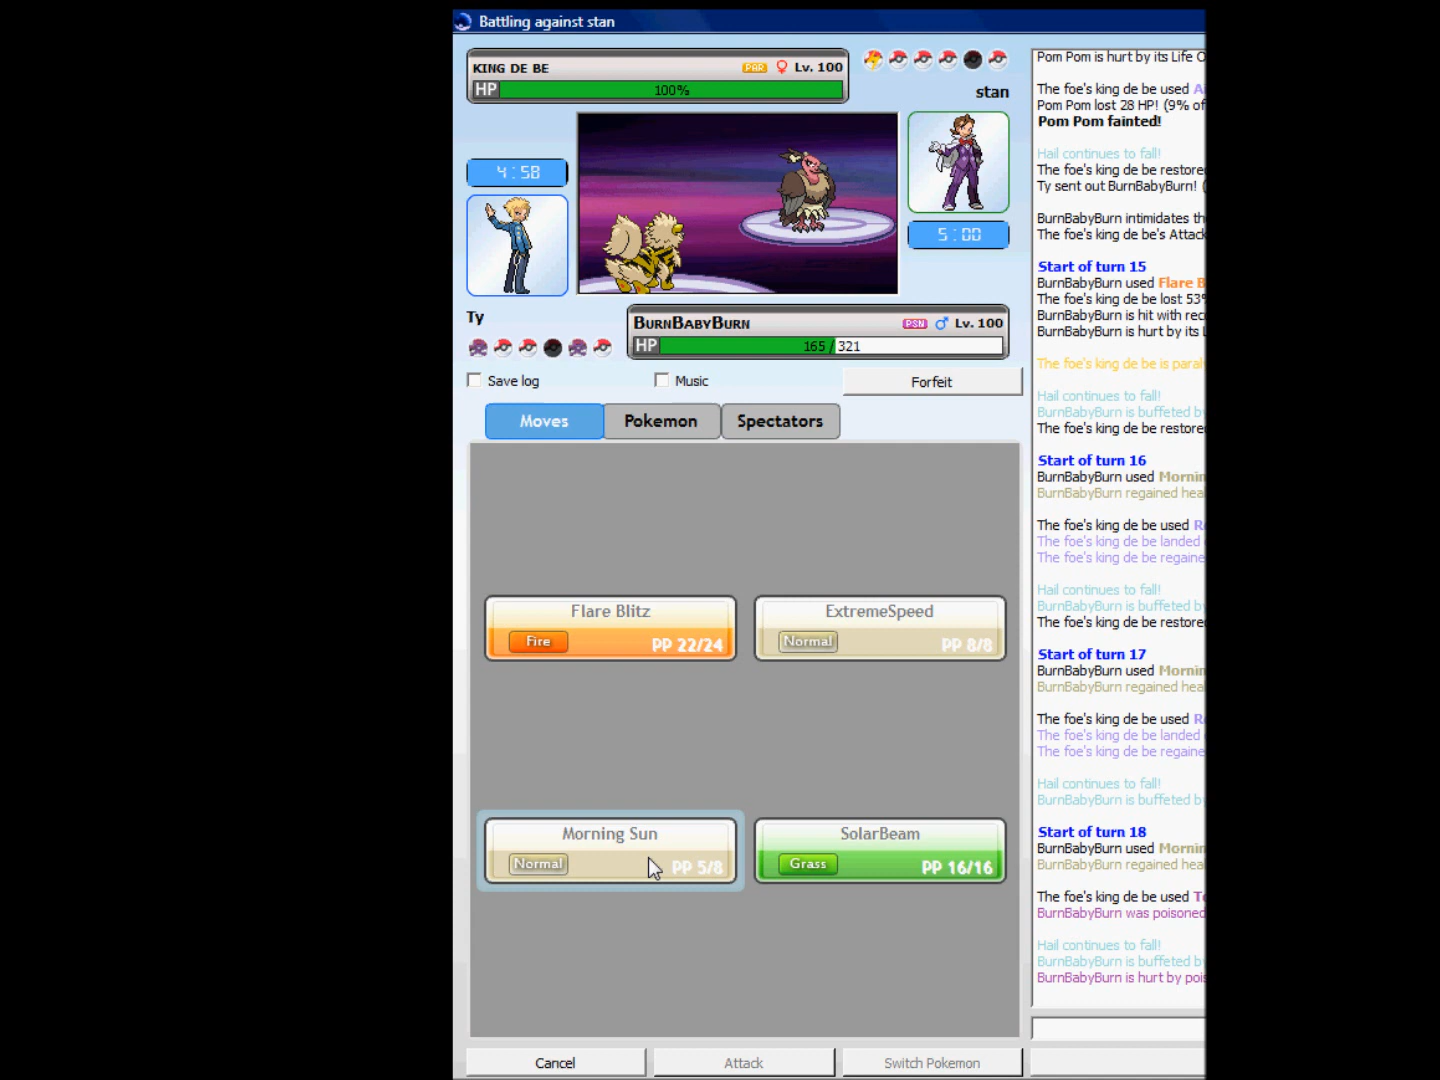 Battling against stan
KING DE BE PAR ♀ Lv. 100
HP 100%
stan
4:58
5:00
Ty
BURNBABYBURN PSN ♂ Lv. 100
HP 165 / 321
Save log
Music
Forfeit
Moves
Pokemon
Spectators
Flare Blitz
Fire PP 22/24
ExtremeSpeed
Normal PP 8/8
Morning Sun
Normal PP 5/8
SolarBeam
Grass PP 16/16
Cancel
Attack
Switch Pokemon
Pom Pom is hurt by its Life
The foe's king de be used
Pom Pom lost 28 HP! (9% of
Pom Pom fainted!
Hail continues to fall!
The foe's king de be restore
Ty sent out BurnBabyBurn! (
BurnBabyBurn intimidates th
The foe's king de be's Attack
Start of turn 15
BurnBabyBurn used Flare B
The foe's king de be lost 53%
BurnBabyBurn is hit with rec
BurnBabyBurn is hurt by its
The foe's king de be is paral
Hail continues to fall!
BurnBabyBurn is buffeted by
The foe's king de be restore
Start of turn 16
BurnBabyBurn used Mornin
BurnBabyBurn regained hea
The foe's king de be used R
The foe's king de be landed
The foe's king de be regaine
Hail continues to fall!
BurnBabyBurn is buffeted by
The foe's king de be restore
Start of turn 17
BurnBabyBurn used Mornin
BurnBabyBurn regained hea
The foe's king de be used R
The foe's king de be landed
The foe's king de be regaine
Hail continues to fall!
BurnBabyBurn is buffeted by
Start of turn 18
BurnBabyBurn used Mornin
BurnBabyBurn regained hea
The foe's king de be used T
BurnBabyBurn was poisoned
Hail continues to fall!
BurnBabyBurn is buffeted by
BurnBabyBurn is hurt by pois